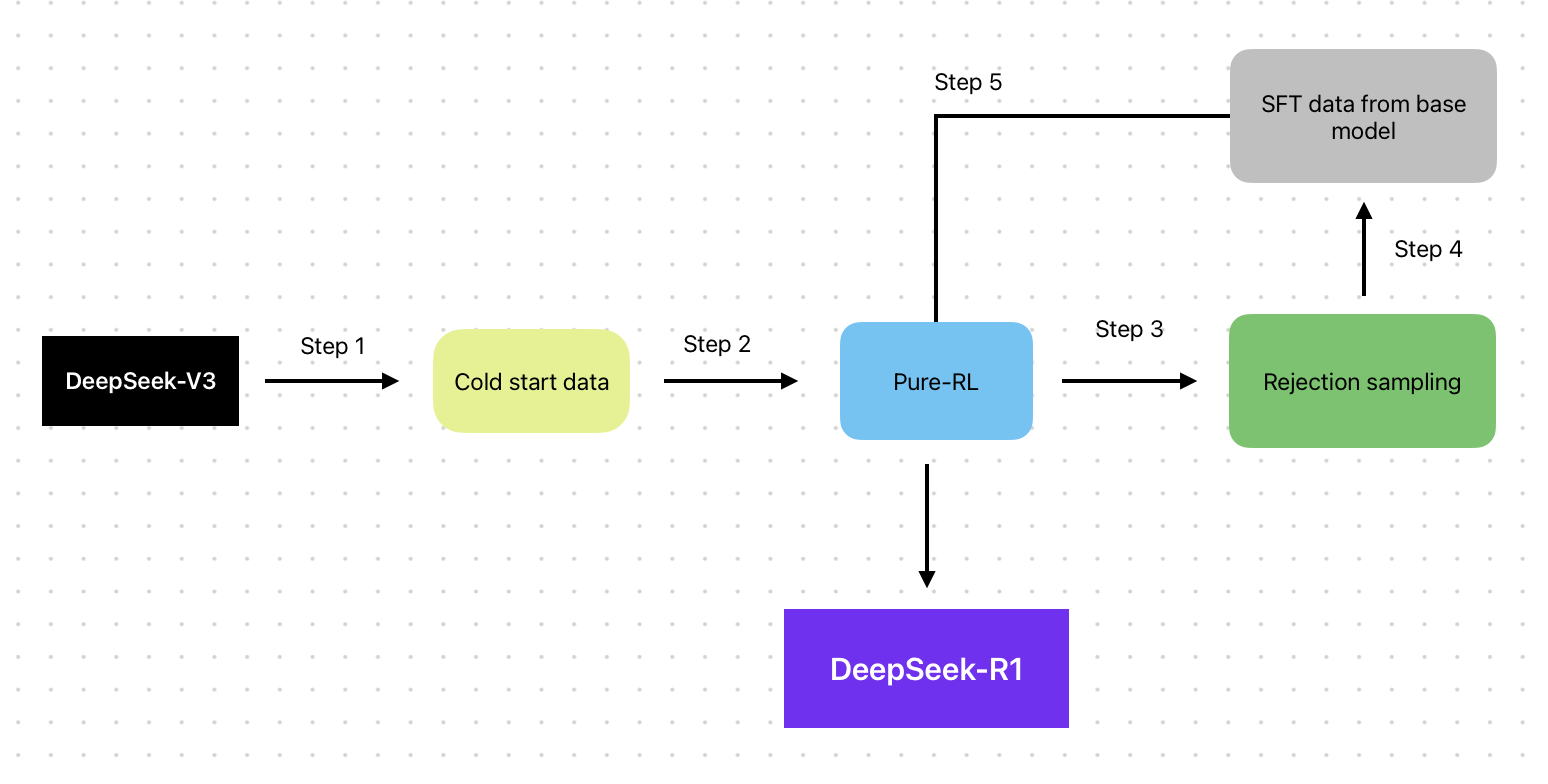 Step 5
SFT data from base
model
Step 4
DeepSeek-V3
Step 1
Cold start data
Step 2
Pure-RL
Step 3
Rejection sampling
DeepSeek-R1